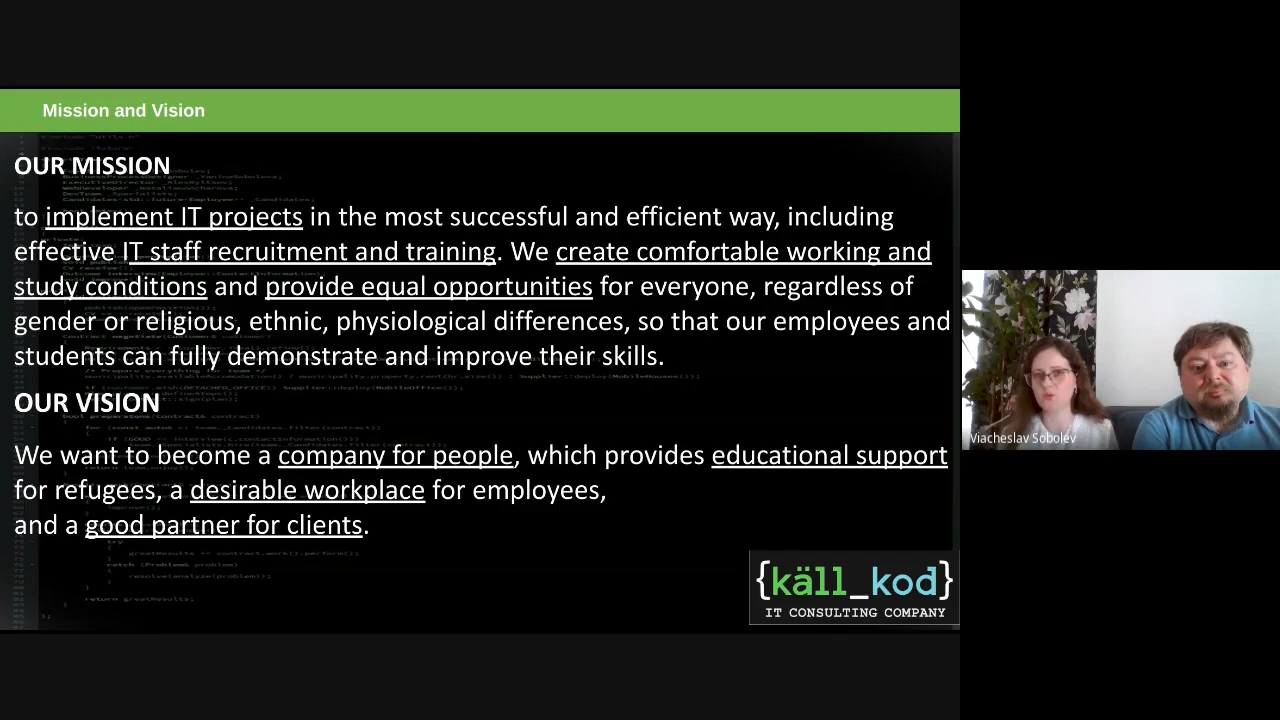 Mission and Vision
OUR MISSION
to implement IT projects in the most successful and efficient way, including
effective IT staff recruitment and training. We create comfortable working and
study conditions and provide equal opportunities for everyone, regardless of
gender or religious, ethnic, physiological differences, so that our employees and
students can fully demonstrate and improve their skills.
OUR VISION
We want to become a company for people, which provides educational support
for refugees, a desirable workplace for employees,
and a good partner for clients.
{käll_kod}
IT CONSULTING COMPANY
Viacheslav Sobolev